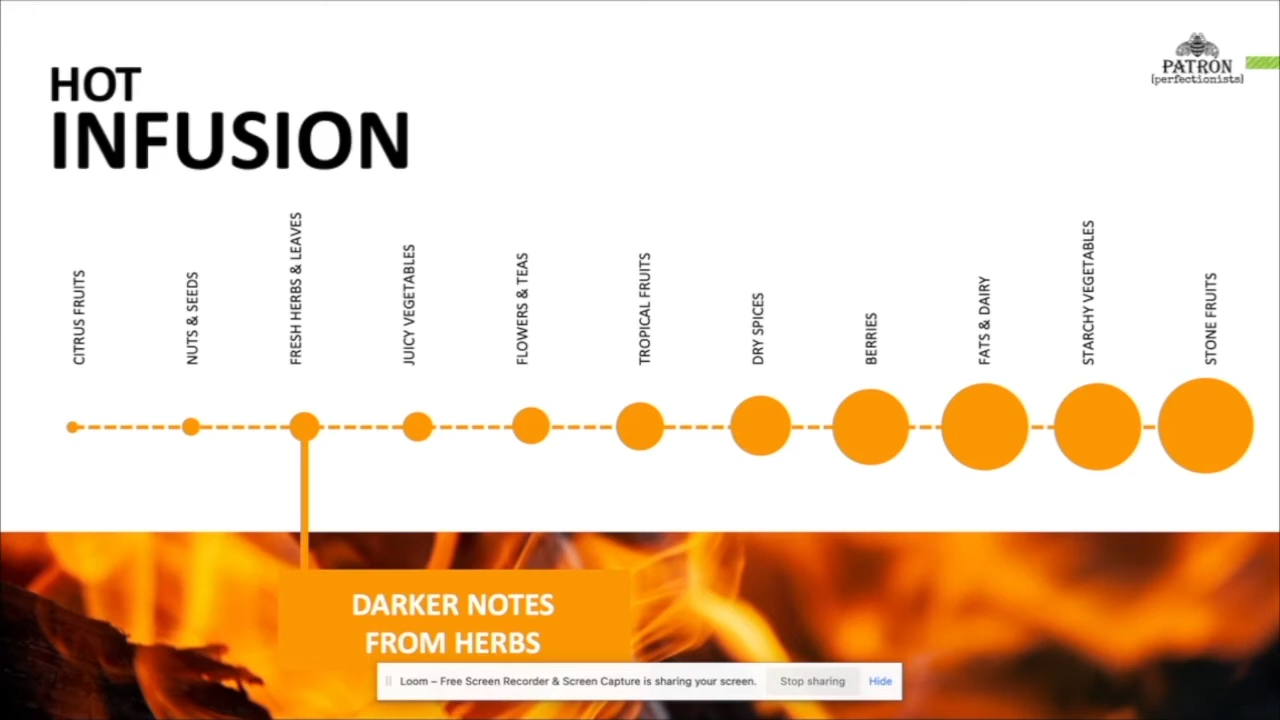 HOT
INFUSION
PATRÓN
(perfectionists)
CITRUS FRUITS
NUTS & SEEDS
FRESH HERBS & LEAVES
JUICY VEGETABLES
FLOWERS & TEAS
TROPICAL FRUITS
DRY SPICES
BERRIES
FATS & DAIRY
STARCHY VEGETABLES
STONE FRUITS
DARKER NOTES
FROM HERBS
Loom – Free Screen Recorder & Screen Capture is sharing your screen. Stop sharing Hide